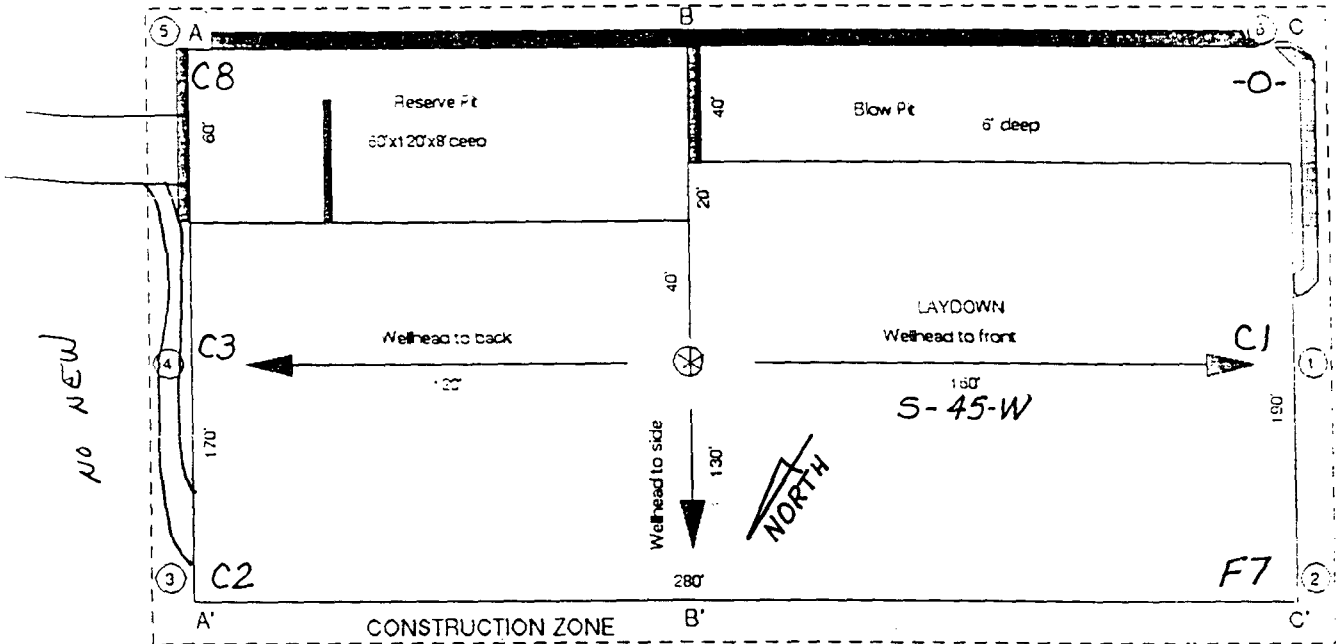 5 A B 6 C
C8 -O-
Reserve Pit Blow Pit
60'x120'x8' deep 6' deep
60' 40'
20'
40'
LAYDOWN
Wellhead to back Wellhead to front
4 C3 C1 1
120' 160'
S-45-W
NO NEW
170' Wellhead to side 130' NORTH 190'
3 C2 280' F7 2
A' B' C'
CONSTRUCTION ZONE